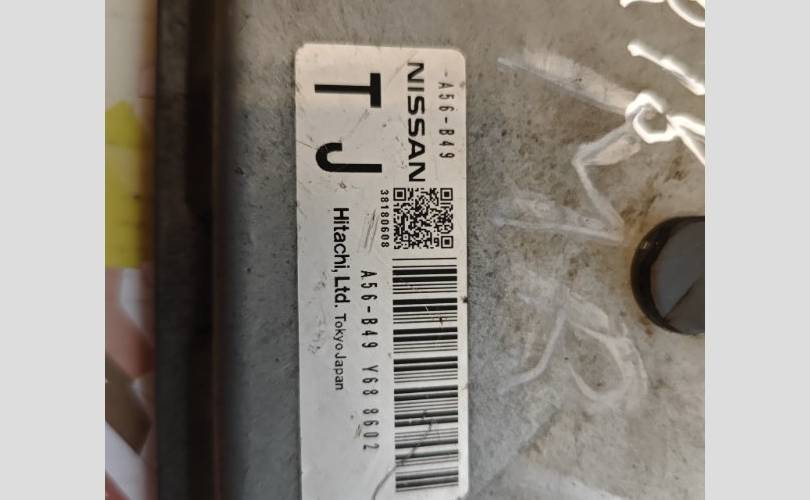 A56-B49
NISSAN
TJ
38180608
A56-B49 Y68 8602
Hitachi, Ltd. Tokyo Japan